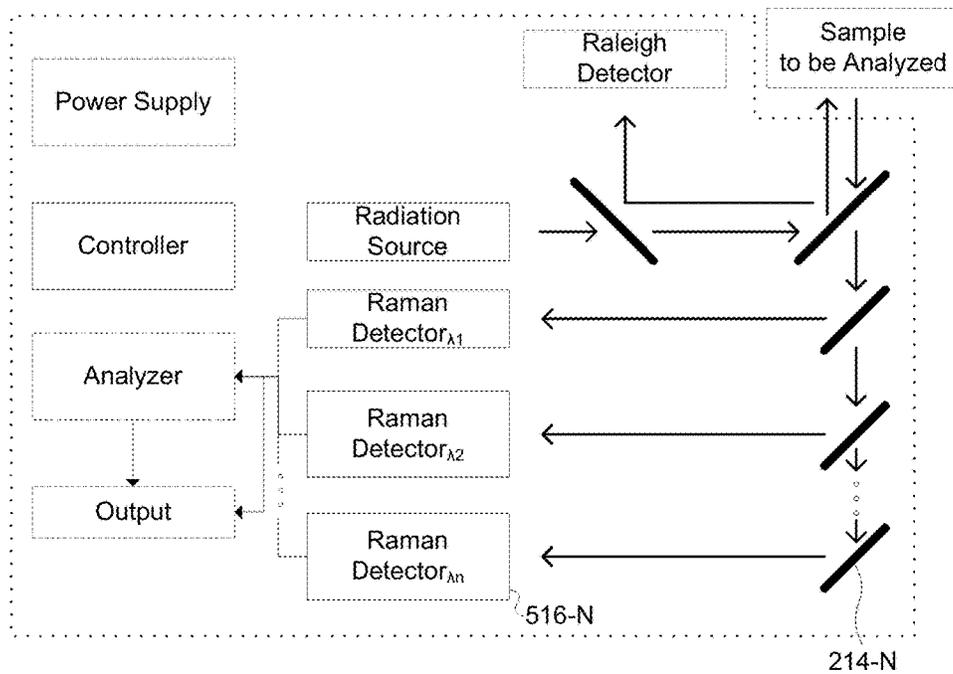 Raleigh
Detector
Sample
to be Analyzed
Power Supply
Controller
Radiation
Source
Raman
Detectorλ1
Analyzer
Raman
Detectorλ2
Output
Raman
Detectorλn
516-N
214-N